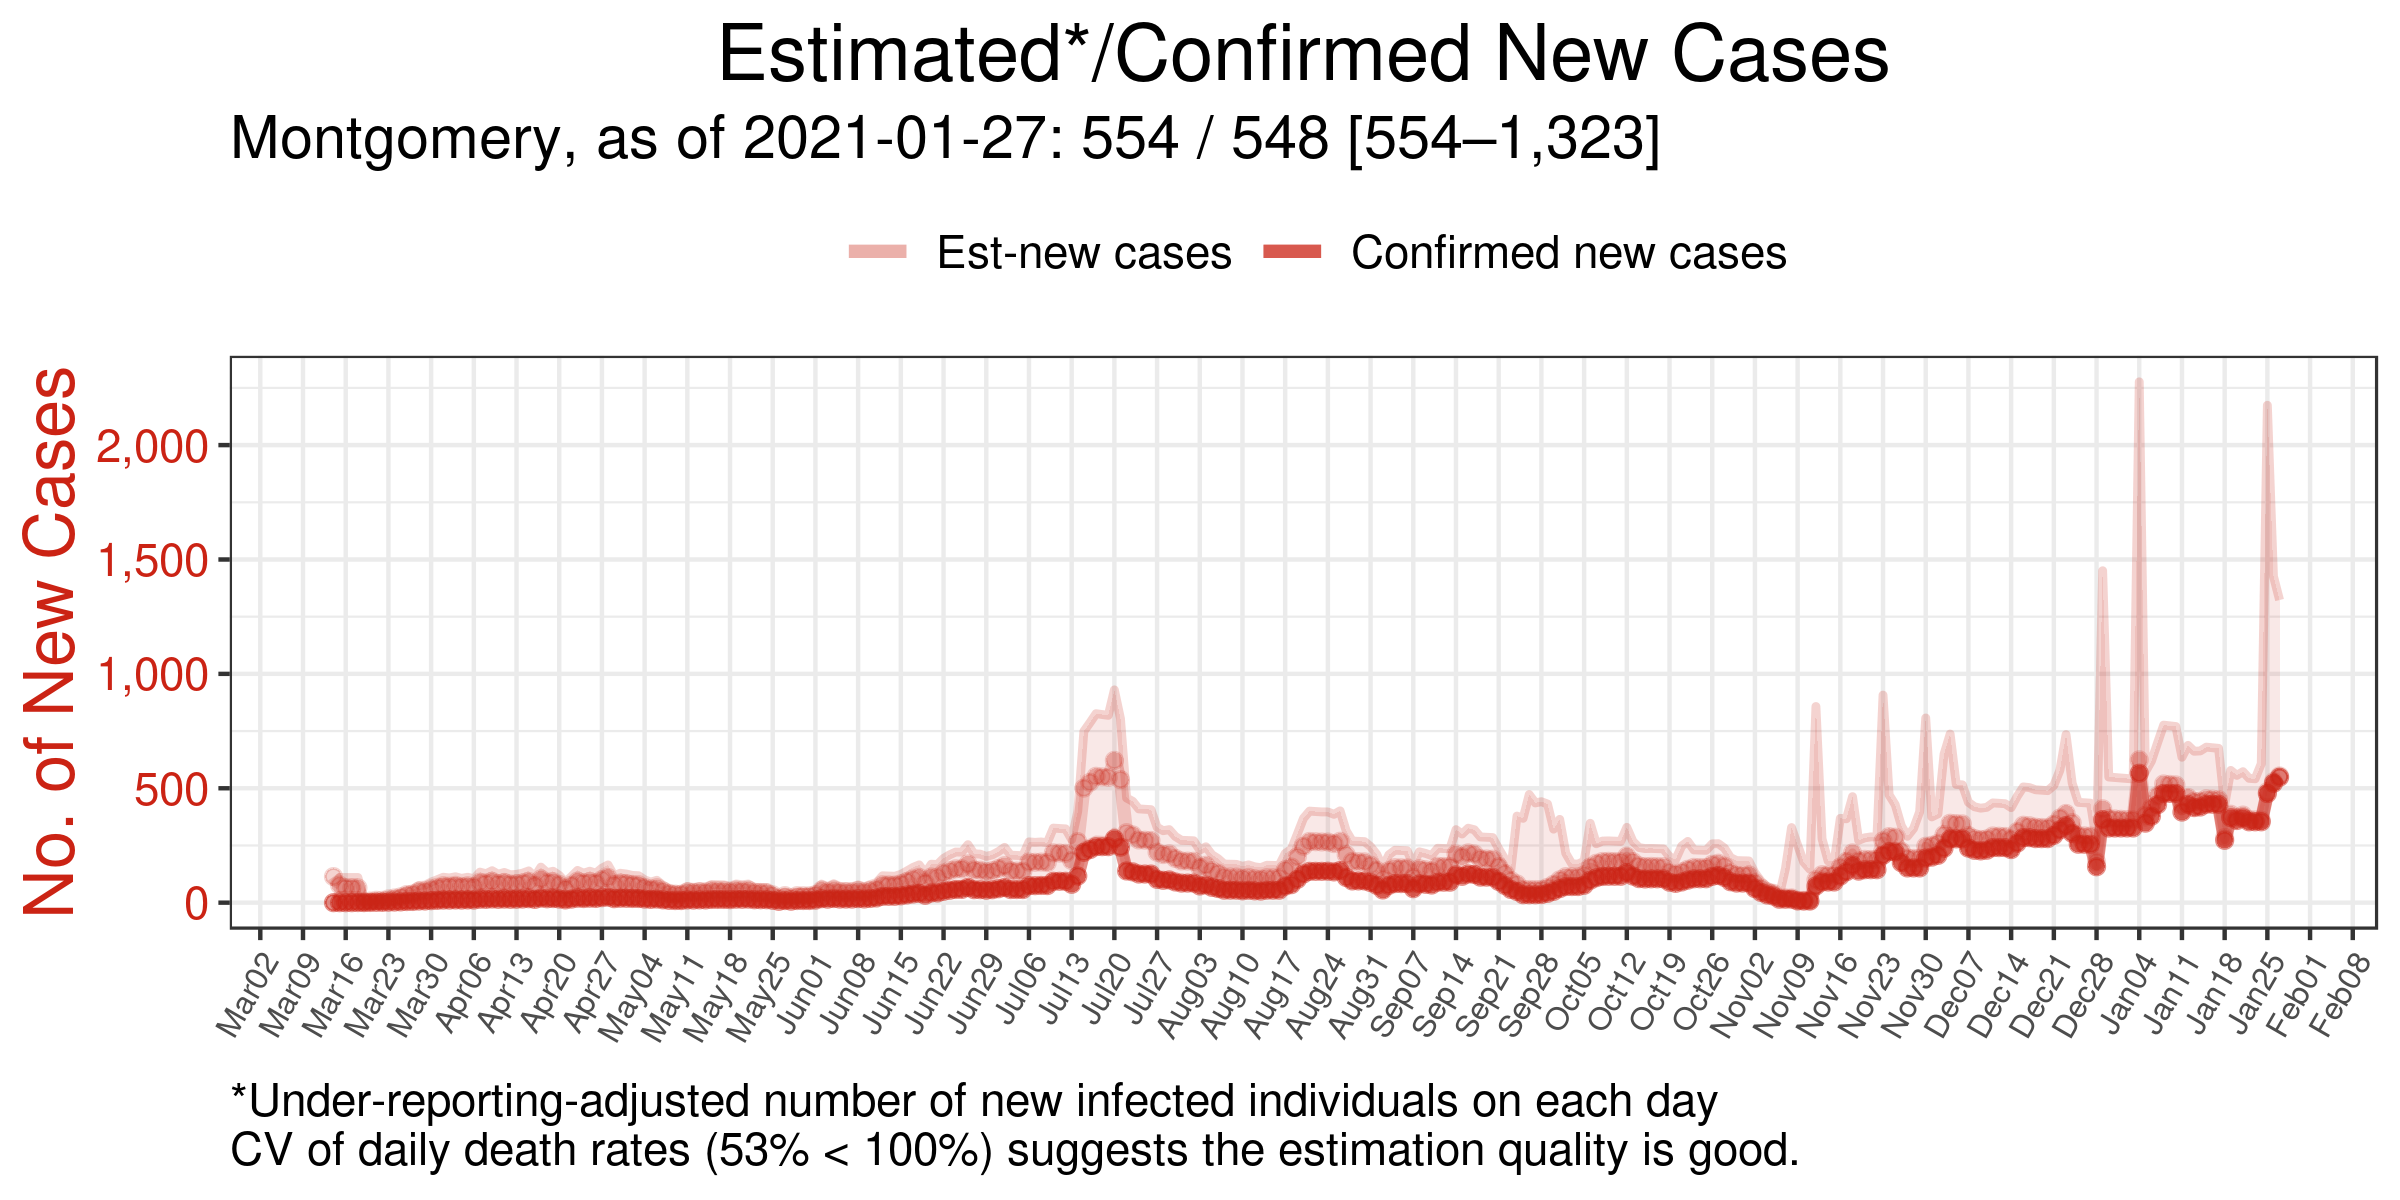 Estimated*/Confirmed New Cases
Montgomery, as of 2021-01-27: 554 / 548 [554–1,323]
Est-new cases Confirmed new cases
No. of New Cases
2,000
1,500
1,000
500
0
Mar02 Mar09 Mar16 Mar23 Mar30 Apr06 Apr13 Apr20 Apr27 May04 May11 May18 May25 Jun01 Jun08 Jun15 Jun22 Jun29 Jul06 Jul13 Jul20 Jul27 Aug03 Aug10 Aug17 Aug24 Aug31 Sep07 Sep14 Sep21 Sep28 Oct05 Oct12 Oct19 Oct26 Nov02 Nov09 Nov16 Nov23 Nov30 Dec07 Dec14 Dec21 Dec28 Jan04 Jan11 Jan18 Jan25 Feb01 Feb08
*Under-reporting-adjusted number of new infected individuals on each day
CV of daily death rates (53% < 100%) suggests the estimation quality is good.